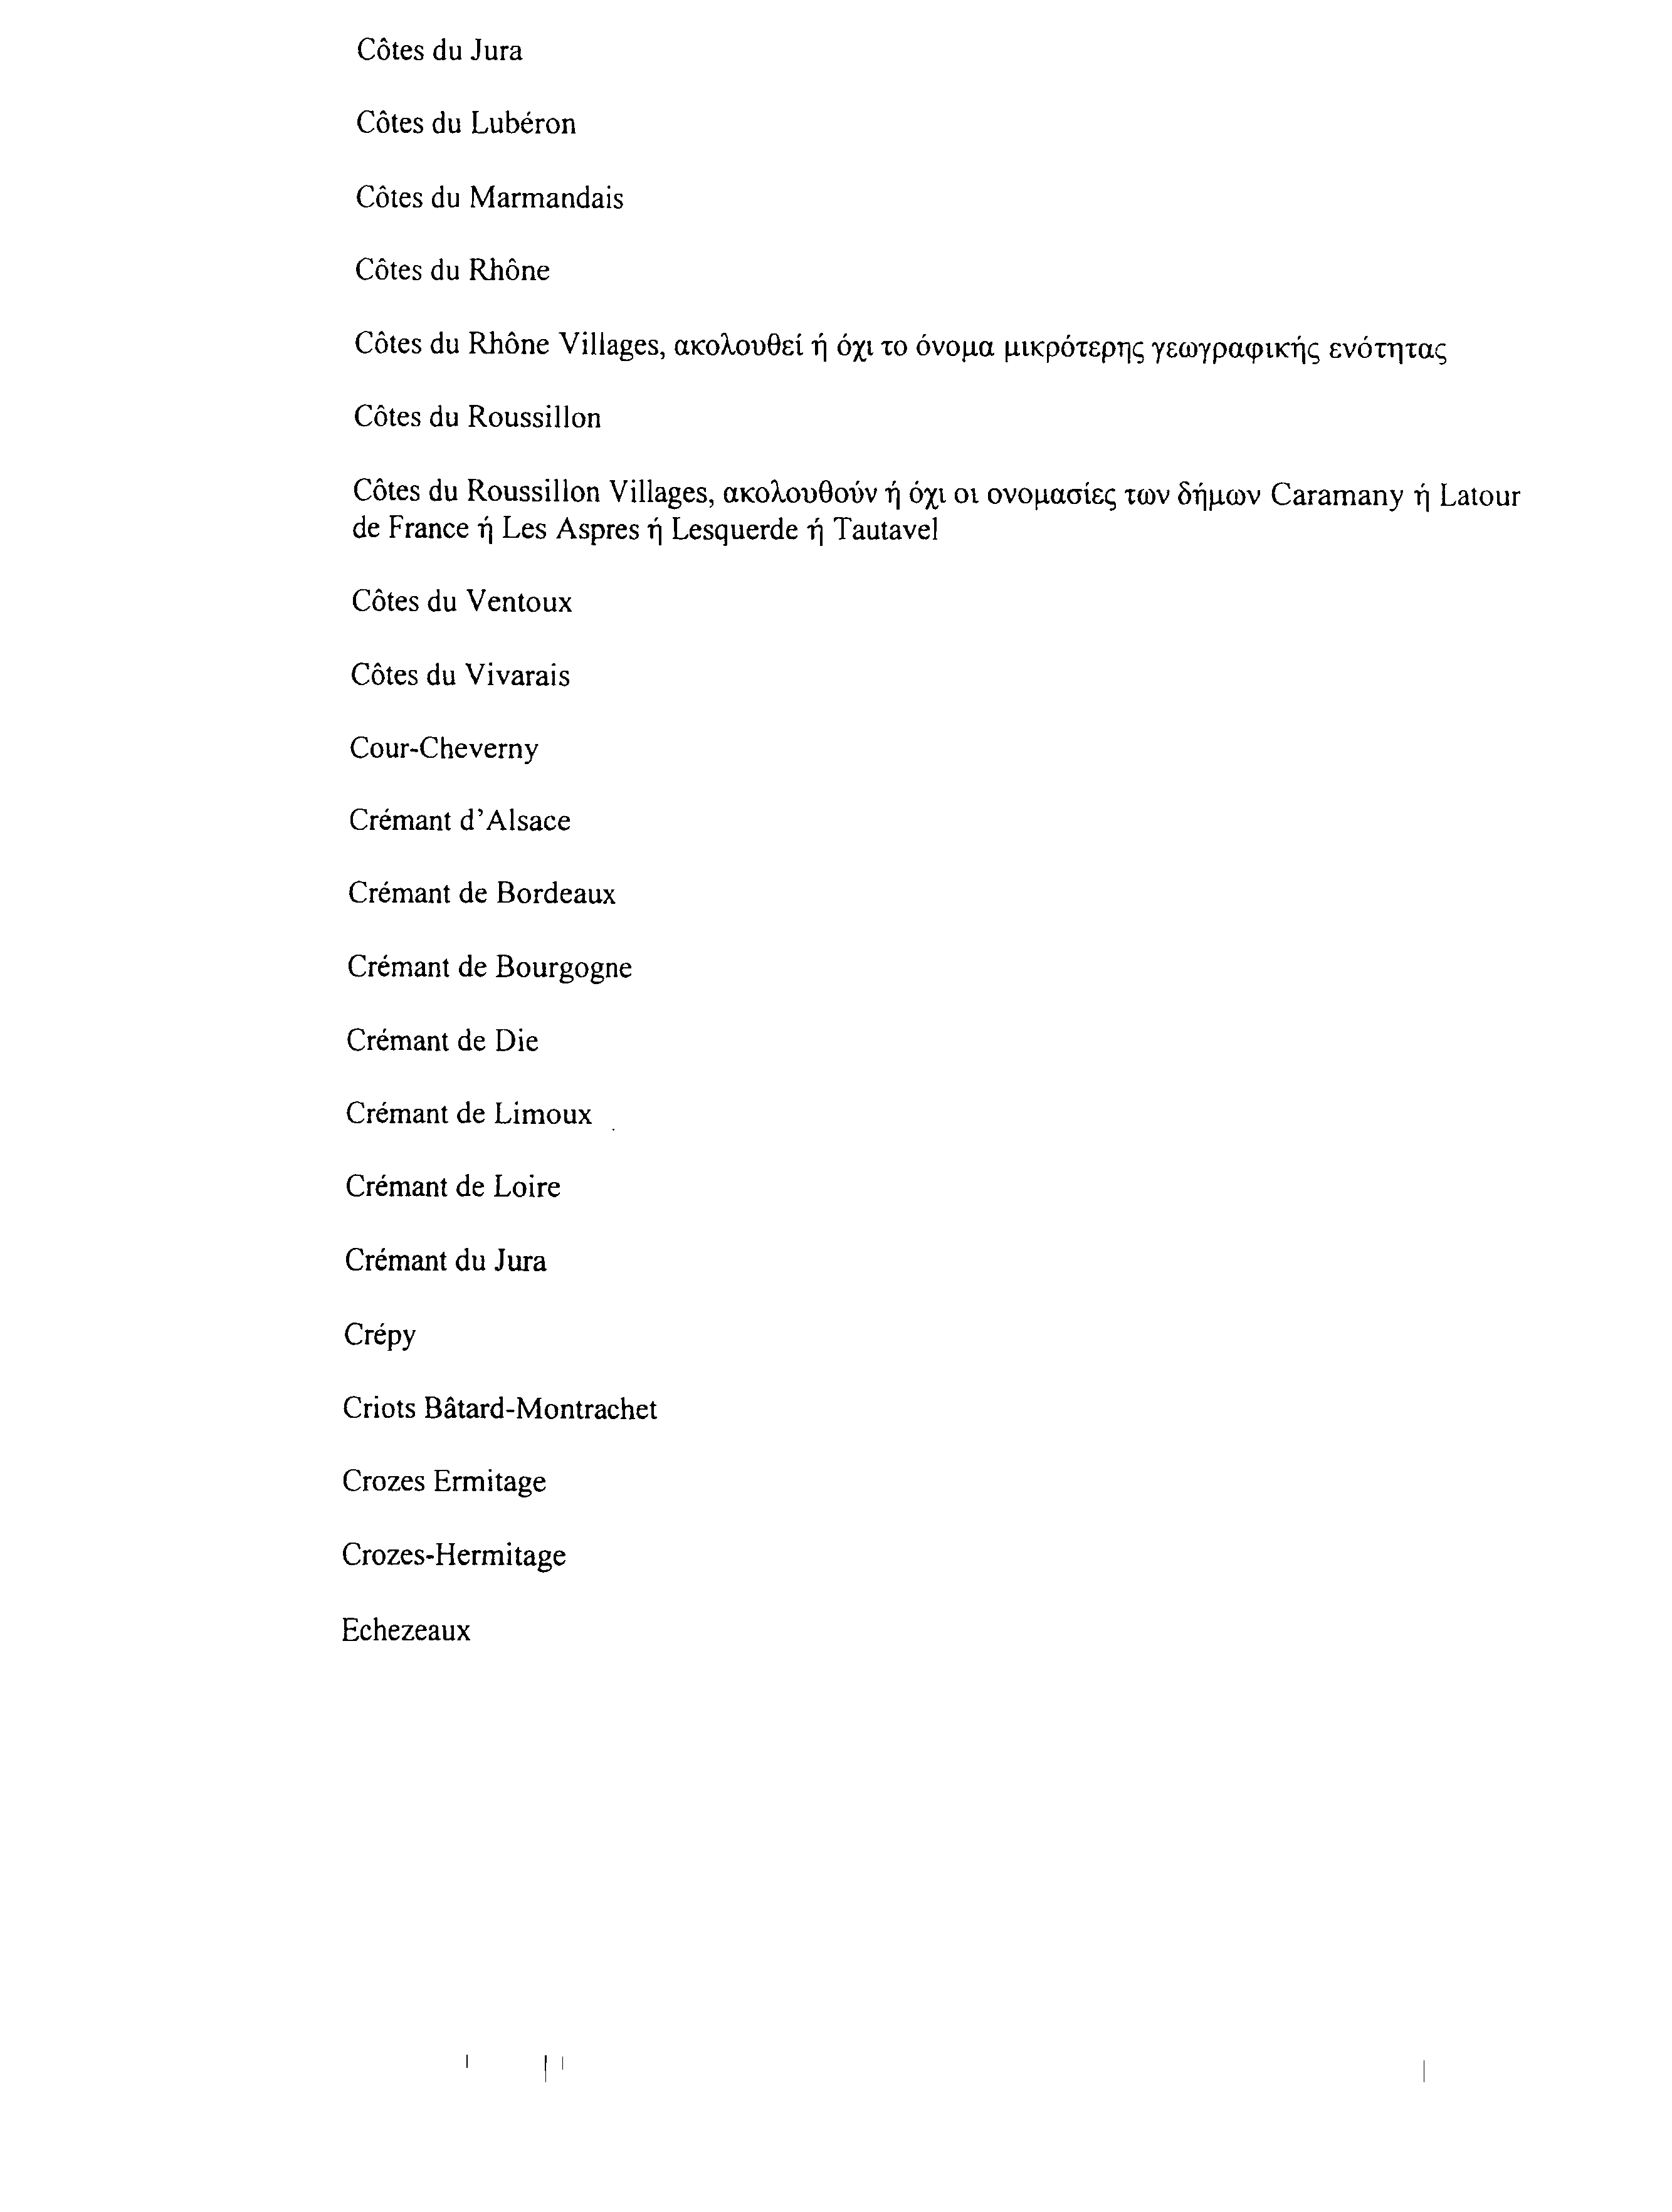 Côtes du Jura
Côtes du Lubéron
Côtes du Marmandais
Côtes du Rhône
Côtes du Rhône Villages, ακολουθεί ή όχι το όνομα μικρότερης γεωγραφικής ενότητας
Côtes du Roussillon
Côtes du Roussillon Villages, ακολουθούν ή όχι οι ονομασίες των δήμων Caramany ή Latour
de France ή Les Aspres ή Lesquerde ή Tautavel
Côtes du Ventoux
Côtes du Vivarais
Cour-Cheverny
Crémant d’Alsace
Crémant de Bordeaux
Crémant de Bourgogne
Crémant de Die
Crémant de Limoux
Crémant de Loire
Crémant du Jura
Crépy
Criots Bâtard-Montrachet
Crozes Ermitage
Crozes-Hermitage
Echezeaux